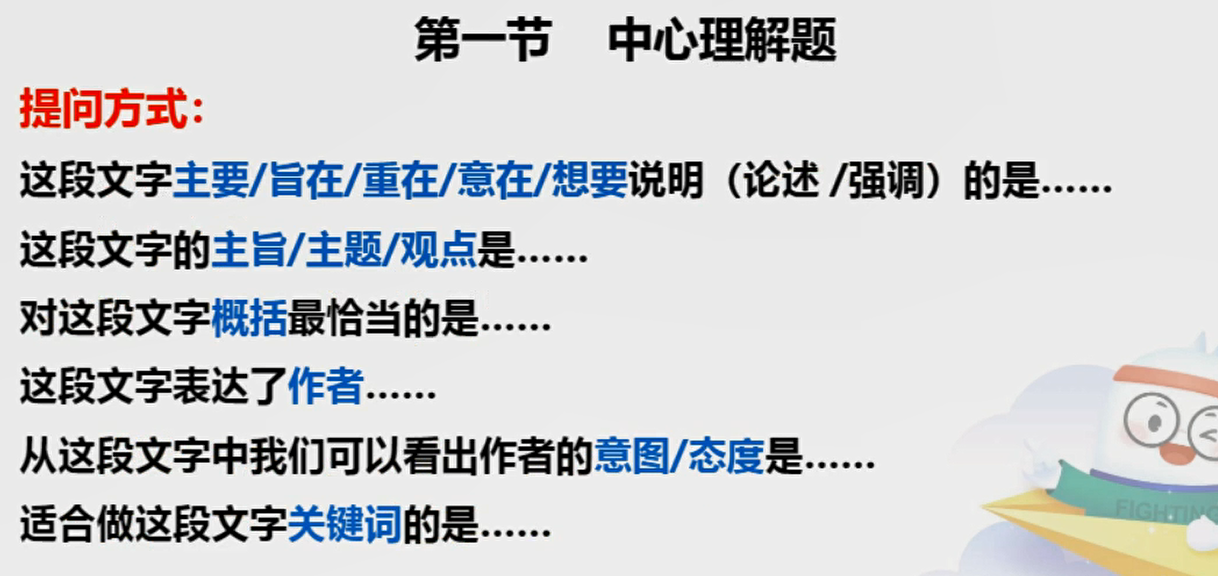 第一节 中心理解题
提问方式：
这段文字主要/旨在/重在/意在/想要说明（论述 /强调）的是……
这段文字的主旨/主题/观点是……
对这段文字概括最恰当的是……
这段文字表达了作者……
从这段文字中我们可以看出作者的意图/态度是……
适合做这段文字关键词的是……
FIGHTING